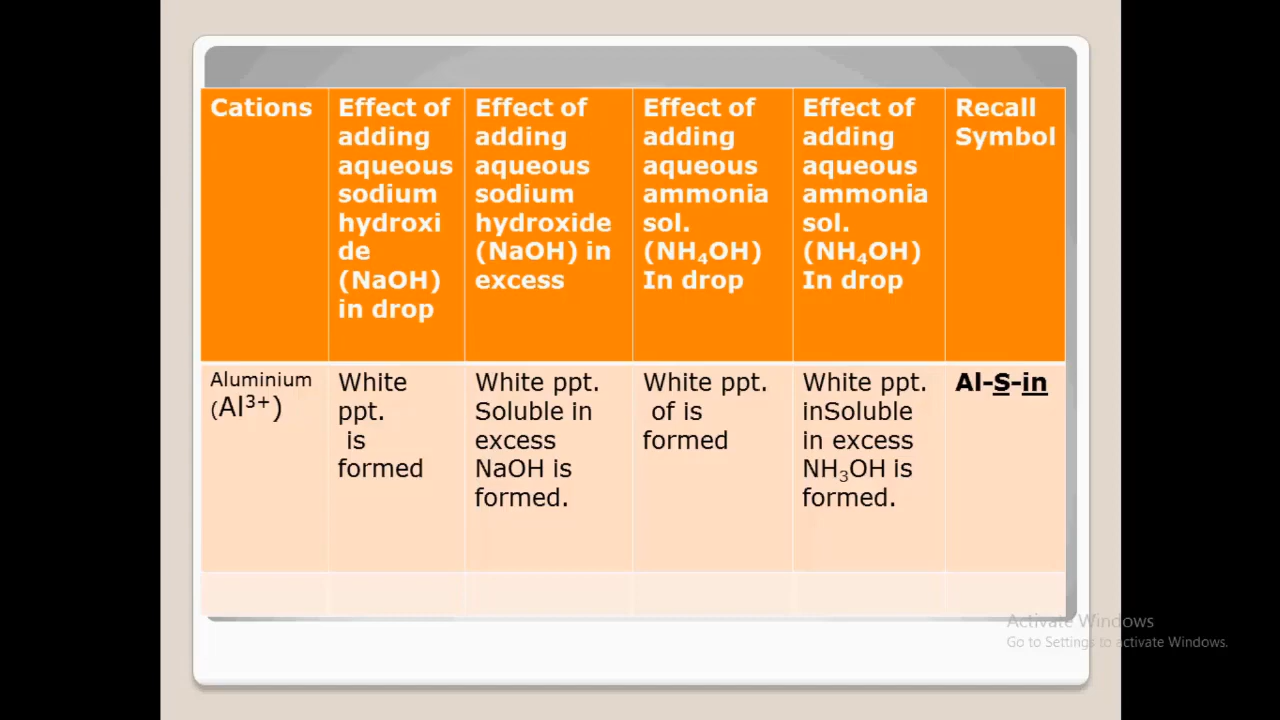 Cations
Effect of
adding
aqueous
sodium
hydroxi
de
(NaOH)
in drop
Effect of
adding
aqueous
sodium
hydroxide
(NaOH) in
excess
Effect of
adding
aqueous
ammonia
sol.
(NH₄OH)
In drop
Effect of
adding
aqueous
ammonia
sol.
(NH₄OH)
In drop
Recall
Symbol
Aluminium
(Al³⁺)
White
ppt.
is
formed
White ppt.
Soluble in
excess
NaOH is
formed.
White ppt.
of is
formed
White ppt.
inSoluble
in excess
NH₃OH is
formed.
Al-S-in
Activate Windows
Go to Settings to activate Windows.